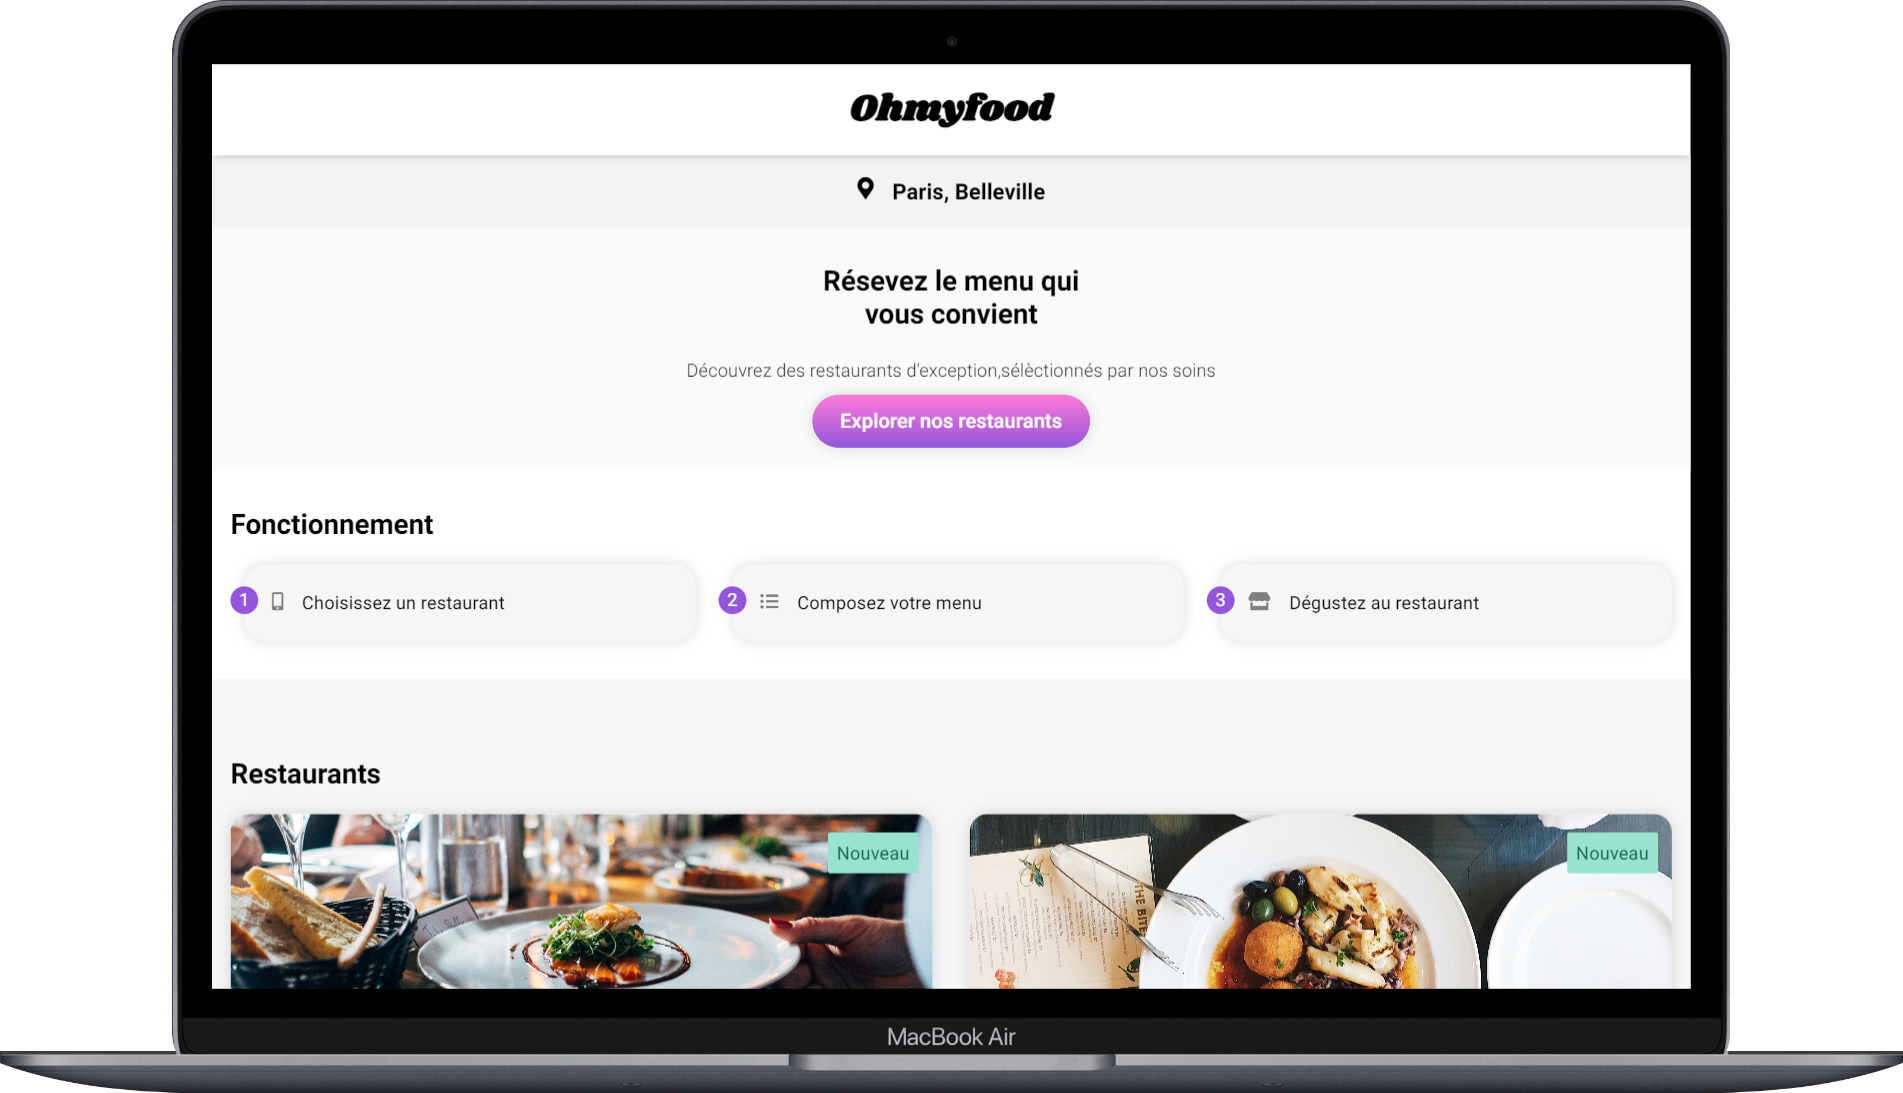 Ohmyfood
Paris, Belleville
Résevez le menu qui
vous convient
Découvrez des restaurants d'exception,sélèctionnés par nos soins
Explorer nos restaurants
Fonctionnement
1 Choisissez un restaurant
2 Composez votre menu
3 Dégustez au restaurant
Restaurants
Nouveau
Nouveau
THE BITE
MacBook Air